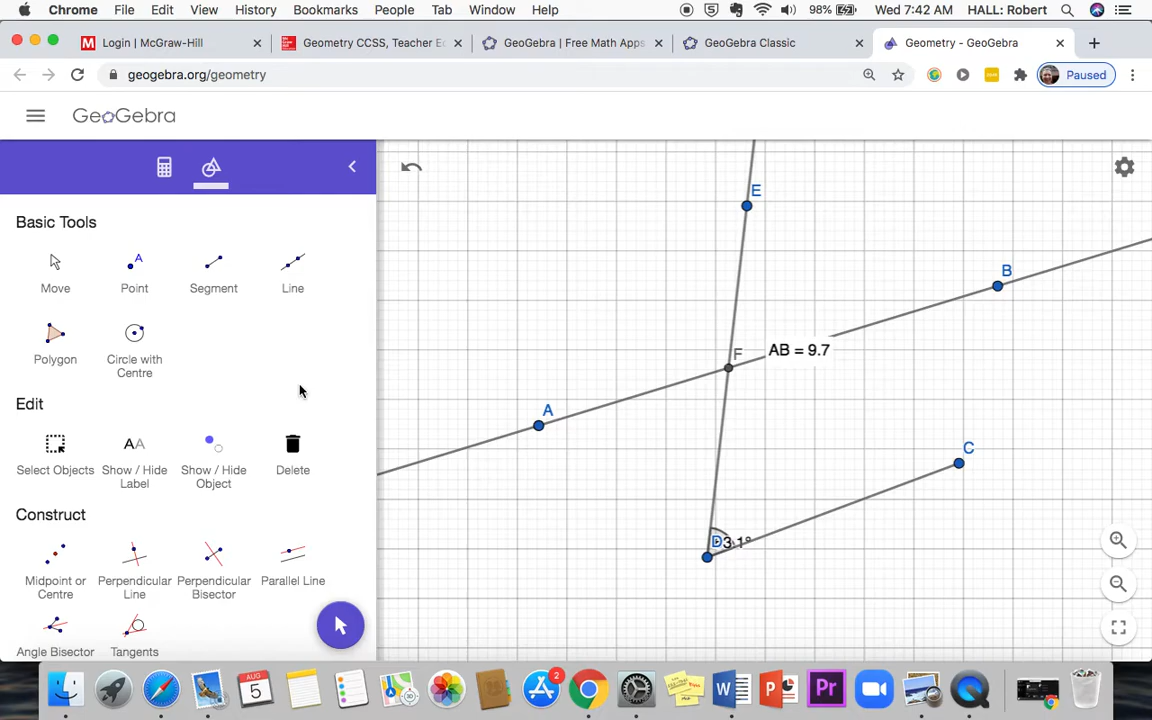 Chrome File Edit View History Bookmarks People Tab Window Help 98% Wed 7:42 AM HALL: Robert
Login | McGraw-Hill Geometry CCSS, Teacher Ec GeoGebra | Free Math Apps GeoGebra Classic Geometry - GeoGebra
geogebra.org/geometry Paused
GeoGebra
Basic Tools
Move Point Segment Line
Polygon Circle with Centre
Edit
Select Objects Show / Hide Label Show / Hide Object Delete
Construct
Midpoint or Centre Perpendicular Line Perpendicular Bisector Parallel Line
Angle Bisector Tangents
E
B
F
AB = 9.7
A
C
D
AUG
5
2